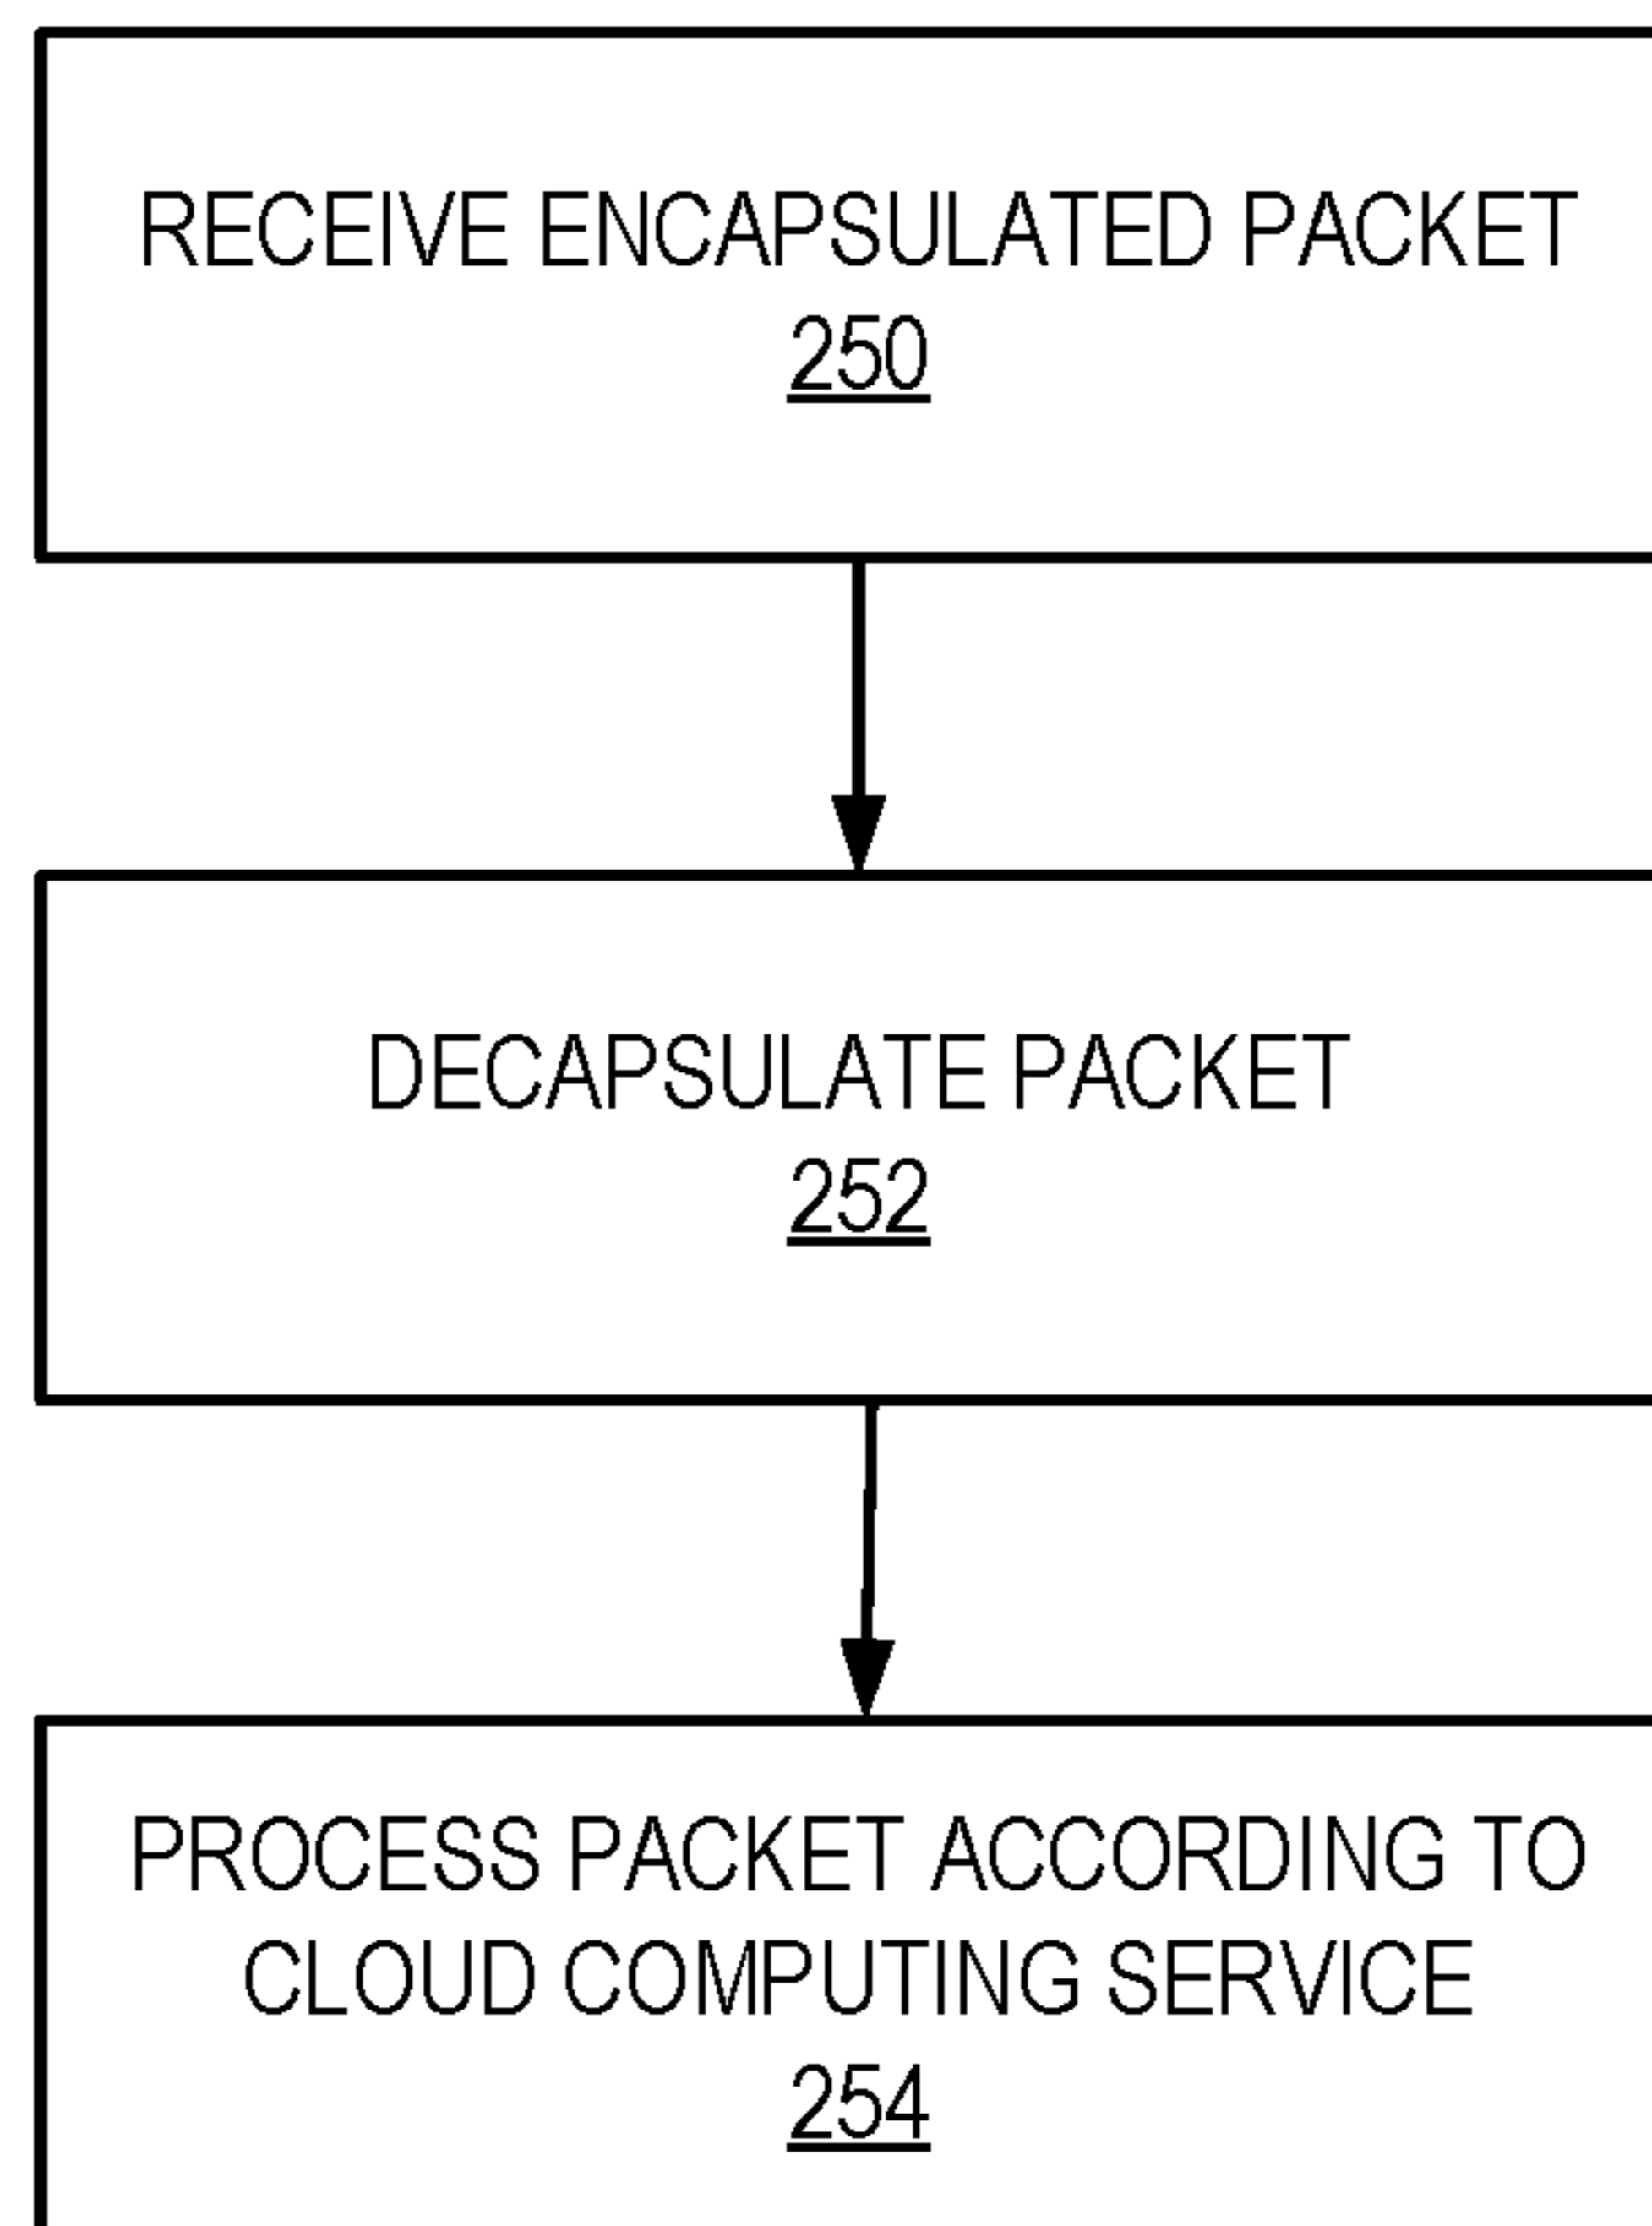 RECEIVE ENCAPSULATED PACKET
250
DECAPSULATE PACKET
252
PROCESS PACKET ACCORDING TO
CLOUD COMPUTING SERVICE
254